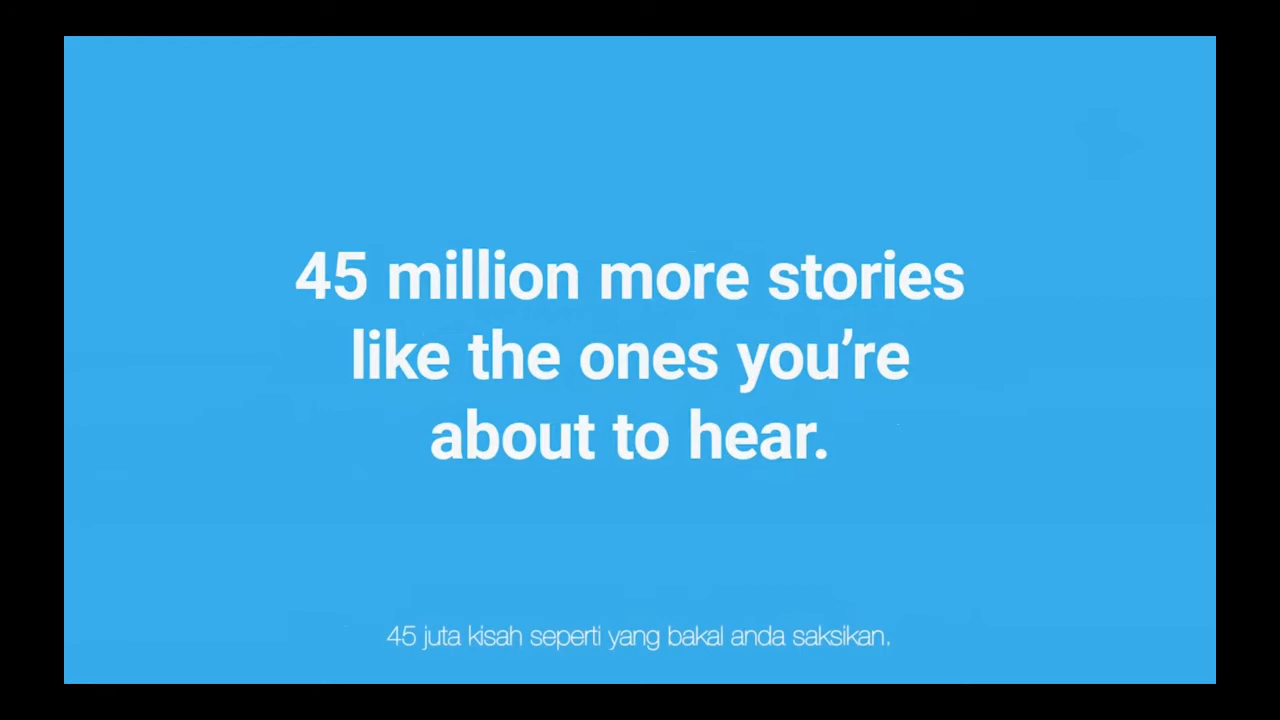 45 million more stories
like the ones you’re
about to hear.
45 juta kisah seperti yang bakal anda saksikan.